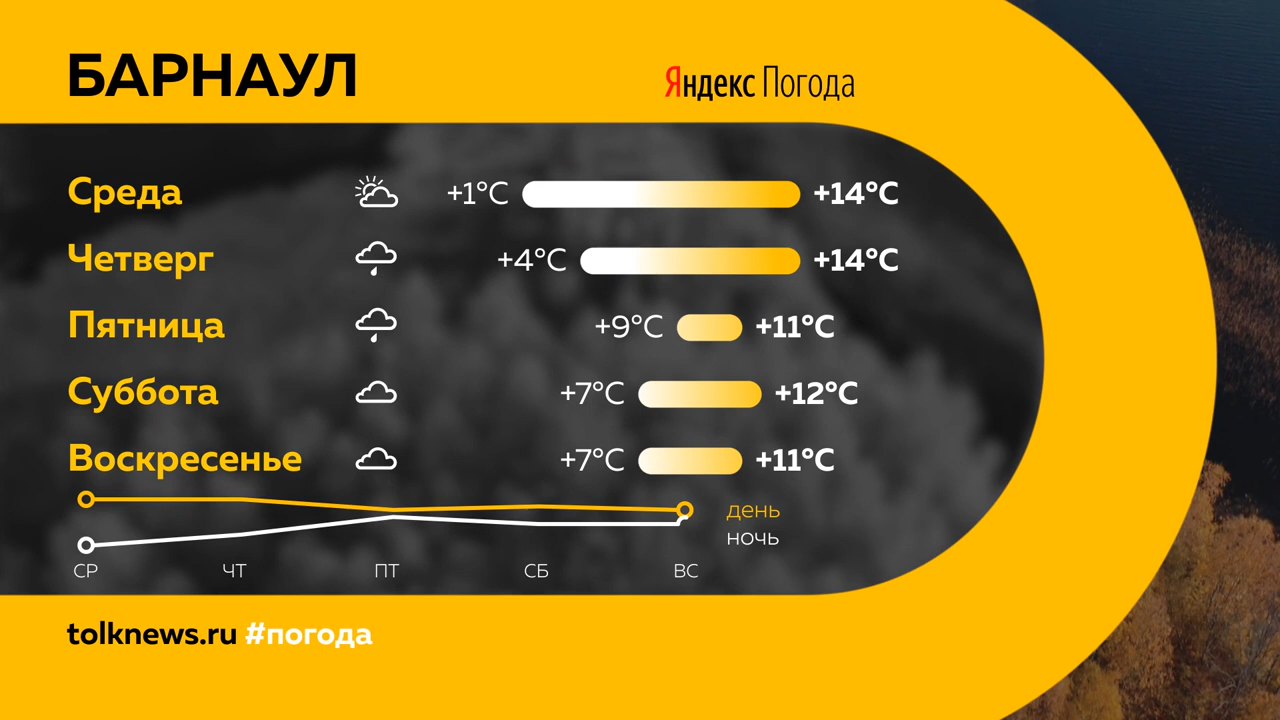 БАРНАУЛ
Яндекс Погода
Среда +1°C +14°C
Четверг +4°C +14°C
Пятница +9°C +11°C
Суббота +7°C +12°C
Воскресенье +7°C +11°C
день
ночь
СР ЧТ ПТ СБ ВС
tolknews.ru #погода